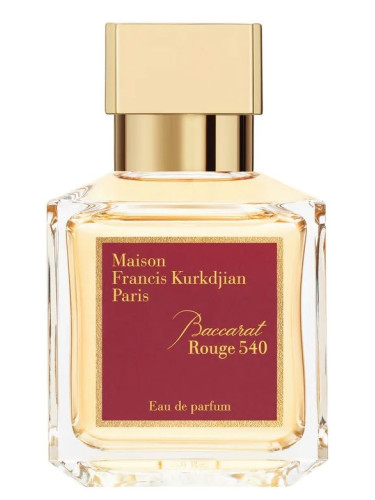 Maison
Francis Kurkdjian
Paris
Baccarat
Rouge 540
Eau de parfum